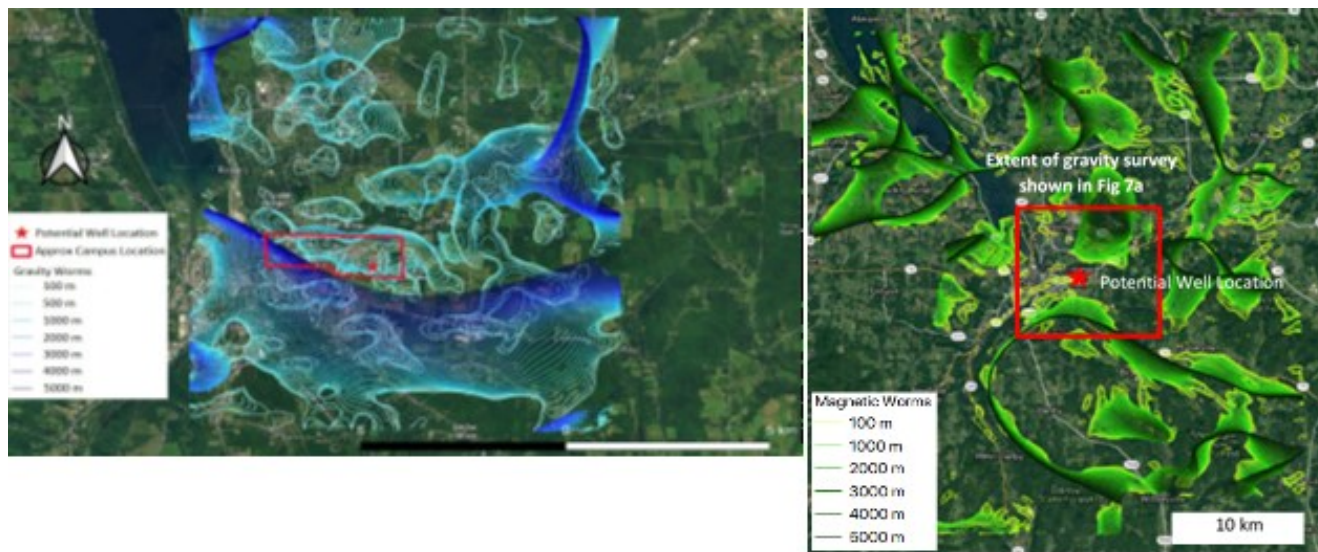 N
Potential Well Location
Approx Campus Location
Gravity Worms
100 m
500 m
1000 m
2000 m
3000 m
4000 m
5000 m
Extent of gravity survey
shown in Fig 7a
Potential Well Location
Magnetic Worms
100 m
1000 m
2000 m
3000 m
4000 m
5000 m
10 km